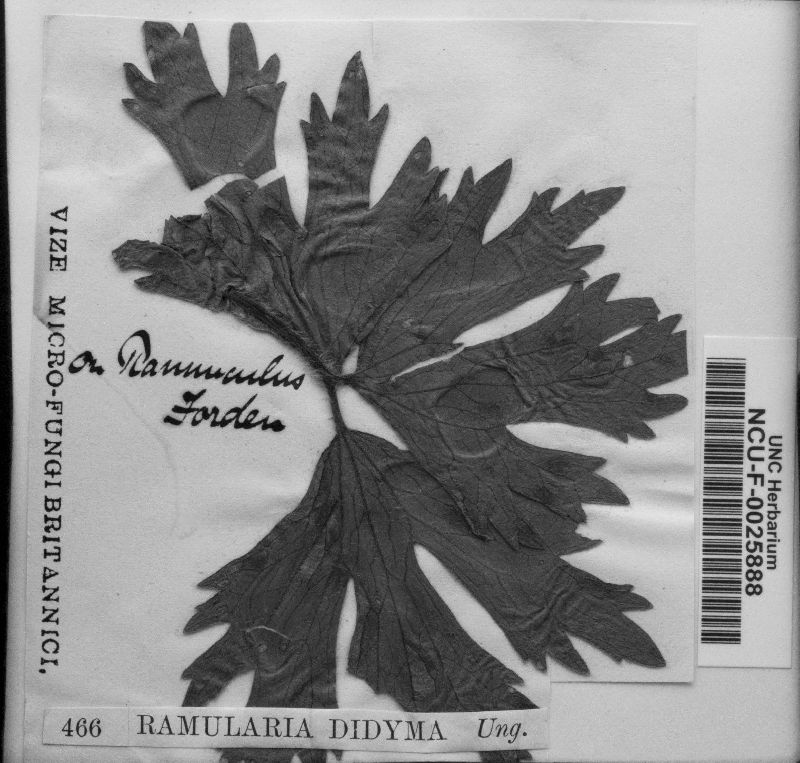 VIZE MICRO-FUNGI BRITANNICI,
on Ranunculus
Forden
UNC Herbarium
NCU-F-0025888
466 RAMULARIA DIDYMA Ung.